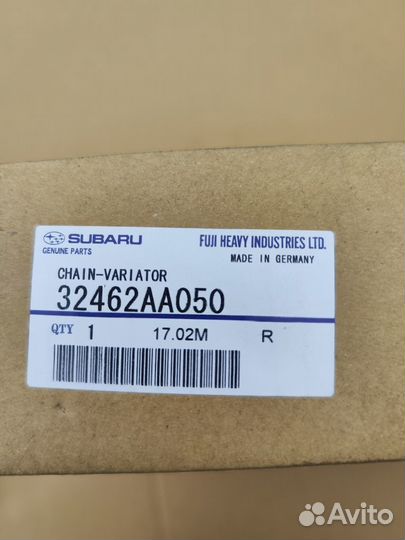 SUBARU FUJI HEAVY INDUSTRIES LTD.
GENUINE PARTS MADE IN GERMANY
CHAIN-VARIATOR
32462AA050
QTY 1 17.02M R
Avito